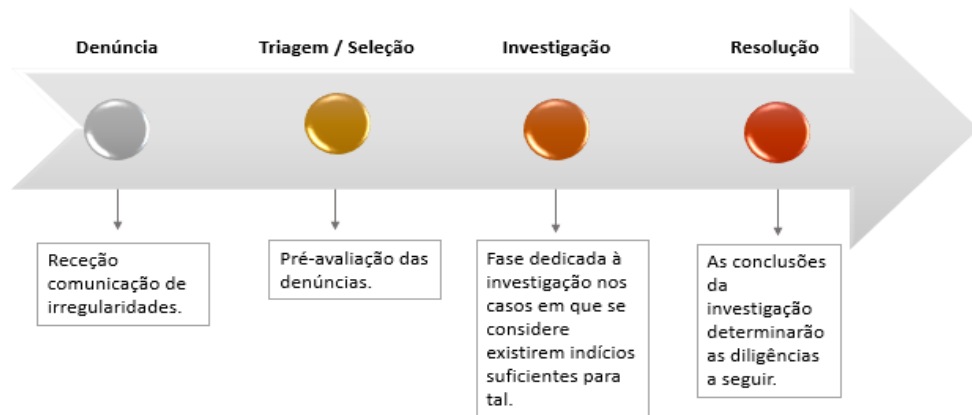 Denúncia
Triagem / Seleção
Investigação
Resolução
Receção
comunicação de
irregularidades.
Pré-avaliação das
denúncias.
Fase dedicada à
investigação nos
casos em que se
considere
existirem indícios
suficientes para
tal.
As conclusões
da
investigação
determinarão
as diligências
a seguir.